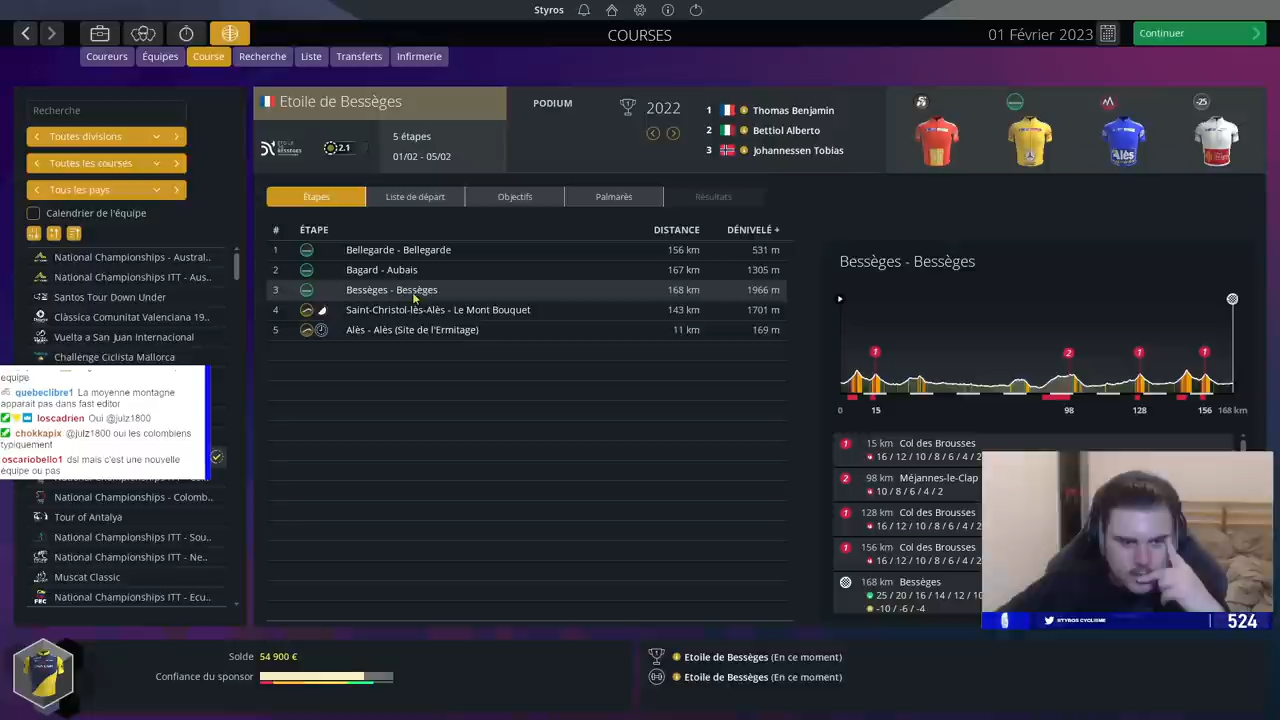 Styros
COURSES
01 Février 2023
Continuer
Coureurs
Équipes
Course
Recherche
Liste
Transferts
Infirmerie
Recherche
Toutes divisions
Toutes les courses
Tous les pays
Calendrier de l'équipe
National Championships - Austral..
National Championships ITT - Aus..
Santos Tour Down Under
Clàssica Comunitat Valenciana 19..
Vuelta a San Juan Internacional
Challenge Ciclista Mallorca
equipe
quebeclibre1 La moyenne montagne
apparait pas dans fast editor
loscadrien Oui @julz1800
chokkapix @julz1800 oui les colombiens
typiquement
oscariobello1 dsl mais c'est une nouvelle
équipe ou pas
National Championships - Colomb..
Tour of Antalya
National Championships ITT - Sou..
National Championships ITT - Ne..
Muscat Classic
National Championships ITT - Ecu..
Etoile de Bessèges
2.1
5 étapes
01/02 - 05/02
PODIUM
2022
1 Thomas Benjamin
2 Bettiol Alberto
3 Johannessen Tobias
-25
Étapes
Liste de départ
Objectifs
Palmarès
Résultats
# ÉTAPE DISTANCE DÉNIVELÉ +
1 Bellegarde - Bellegarde 156 km 531 m
2 Bagard - Aubais 167 km 1305 m
3 Bessèges - Bessèges 168 km 1966 m
4 Saint-Christol-lès-Alès - Le Mont Bouquet 143 km 1701 m
5 Alès - Alès (Site de l'Ermitage) 11 km 169 m
Bessèges - Bessèges
1 2 1 1
0 15 98 128 156 168 km
1 15 km Col des Brousses
16 / 12 / 10 / 8 / 6 / 4 / 2
2 98 km Méjannes-le-Clap
10 / 8 / 6 / 4 / 2
1 128 km Col des Brousses
16 / 12 / 10 / 8 / 6 / 4 / 2
1 156 km Col des Brousses
16 / 12 / 10 / 8 / 6 / 4 / 2
168 km Bessèges
25 / 20 / 16 / 14 / 12 / 10
-10 / -6 / -4
STYROS CYCLISME
524
Solde 54 900 €
Confiance du sponsor
Etoile de Bessèges (En ce moment)
Etoile de Bessèges (En ce moment)